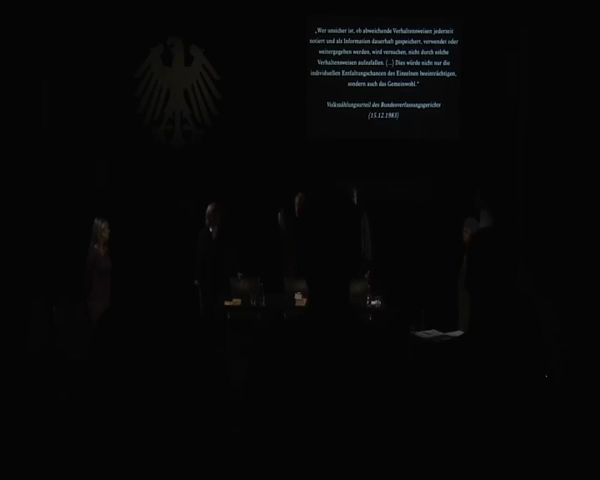 „Wer unsicher ist, ob abweichende Verhaltensweisen jederzeit
notiert und als Information dauerhaft gespeichert, verwendet oder
weitergegeben werden, wird versuchen, nicht durch solche
Verhaltensweisen aufzufallen. (...) Dies würde nicht nur die
individuellen Entfaltungschancen des Einzelnen beeinträchtigen,
sondern auch das Gemeinwohl.“
Volkszählungsurteil des Bundesverfassungsgerichts
(15.12.1983)